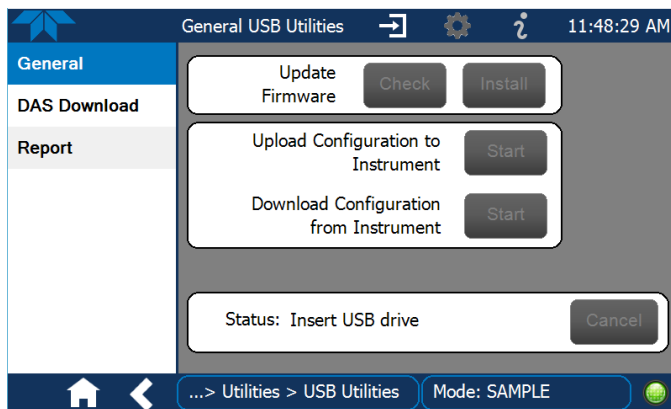 General USB Utilities
11:48:29 AM
General
DAS Download
Report
Update
Firmware
Check
Install
Upload Configuration to
Instrument
Start
Download Configuration
from Instrument
Start
Status: Insert USB drive
Cancel
...> Utilities > USB Utilities
Mode: SAMPLE